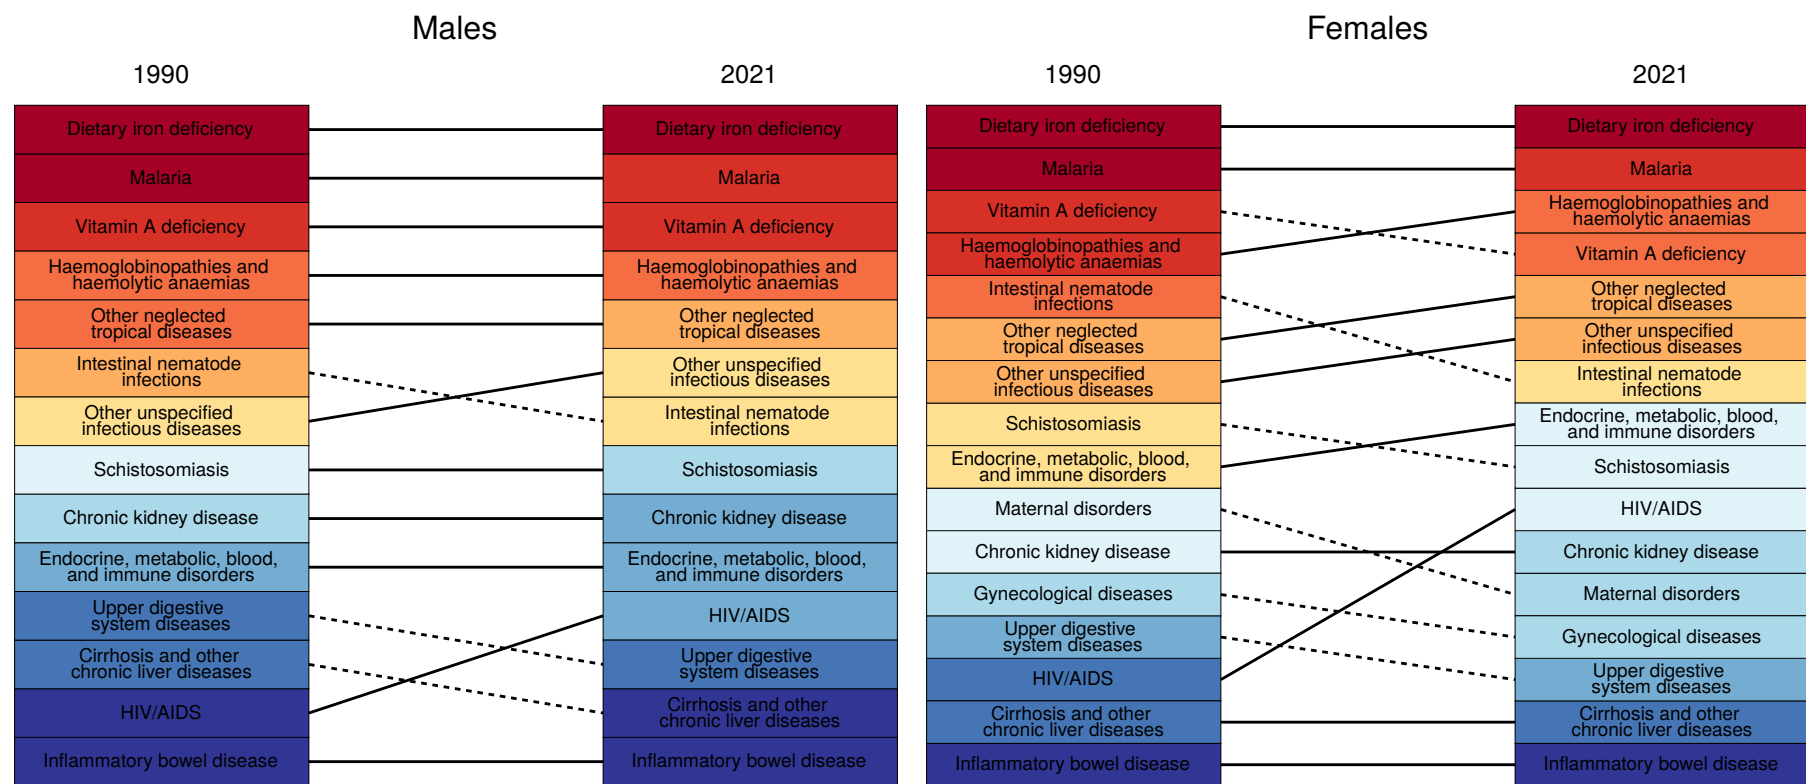 Males
1990
2021
Dietary iron deficiency
Malaria
Vitamin A deficiency
Haemoglobinopathies and
haemolytic anaemias
Other neglected
tropical diseases
Intestinal nematode
infections
Other unspecified
infectious diseases
Schistosomiasis
Chronic kidney disease
Endocrine, metabolic, blood,
and immune disorders
Upper digestive
system diseases
Cirrhosis and other
chronic liver diseases
HIV/AIDS
Inflammatory bowel disease
Dietary iron deficiency
Malaria
Vitamin A deficiency
Haemoglobinopathies and
haemolytic anaemias
Other neglected
tropical diseases
Other unspecified
infectious diseases
Intestinal nematode
infections
Schistosomiasis
Chronic kidney disease
Endocrine, metabolic, blood,
and immune disorders
HIV/AIDS
Upper digestive
system diseases
Cirrhosis and other
chronic liver diseases
Inflammatory bowel disease
Females
1990
2021
Dietary iron deficiency
Malaria
Vitamin A deficiency
Haemoglobinopathies and
haemolytic anaemias
Intestinal nematode
infections
Other neglected
tropical diseases
Other unspecified
infectious diseases
Schistosomiasis
Endocrine, metabolic, blood,
and immune disorders
Maternal disorders
Chronic kidney disease
Gynecological diseases
Upper digestive
system diseases
HIV/AIDS
Cirrhosis and other
chronic liver diseases
Inflammatory bowel disease
Dietary iron deficiency
Malaria
Haemoglobinopathies and
haemolytic anaemias
Vitamin A deficiency
Other neglected
tropical diseases
Other unspecified
infectious diseases
Intestinal nematode
infections
Endocrine, metabolic, blood,
and immune disorders
Schistosomiasis
HIV/AIDS
Chronic kidney disease
Maternal disorders
Gynecological diseases
Upper digestive
system diseases
Cirrhosis and other
chronic liver diseases
Inflammatory bowel disease